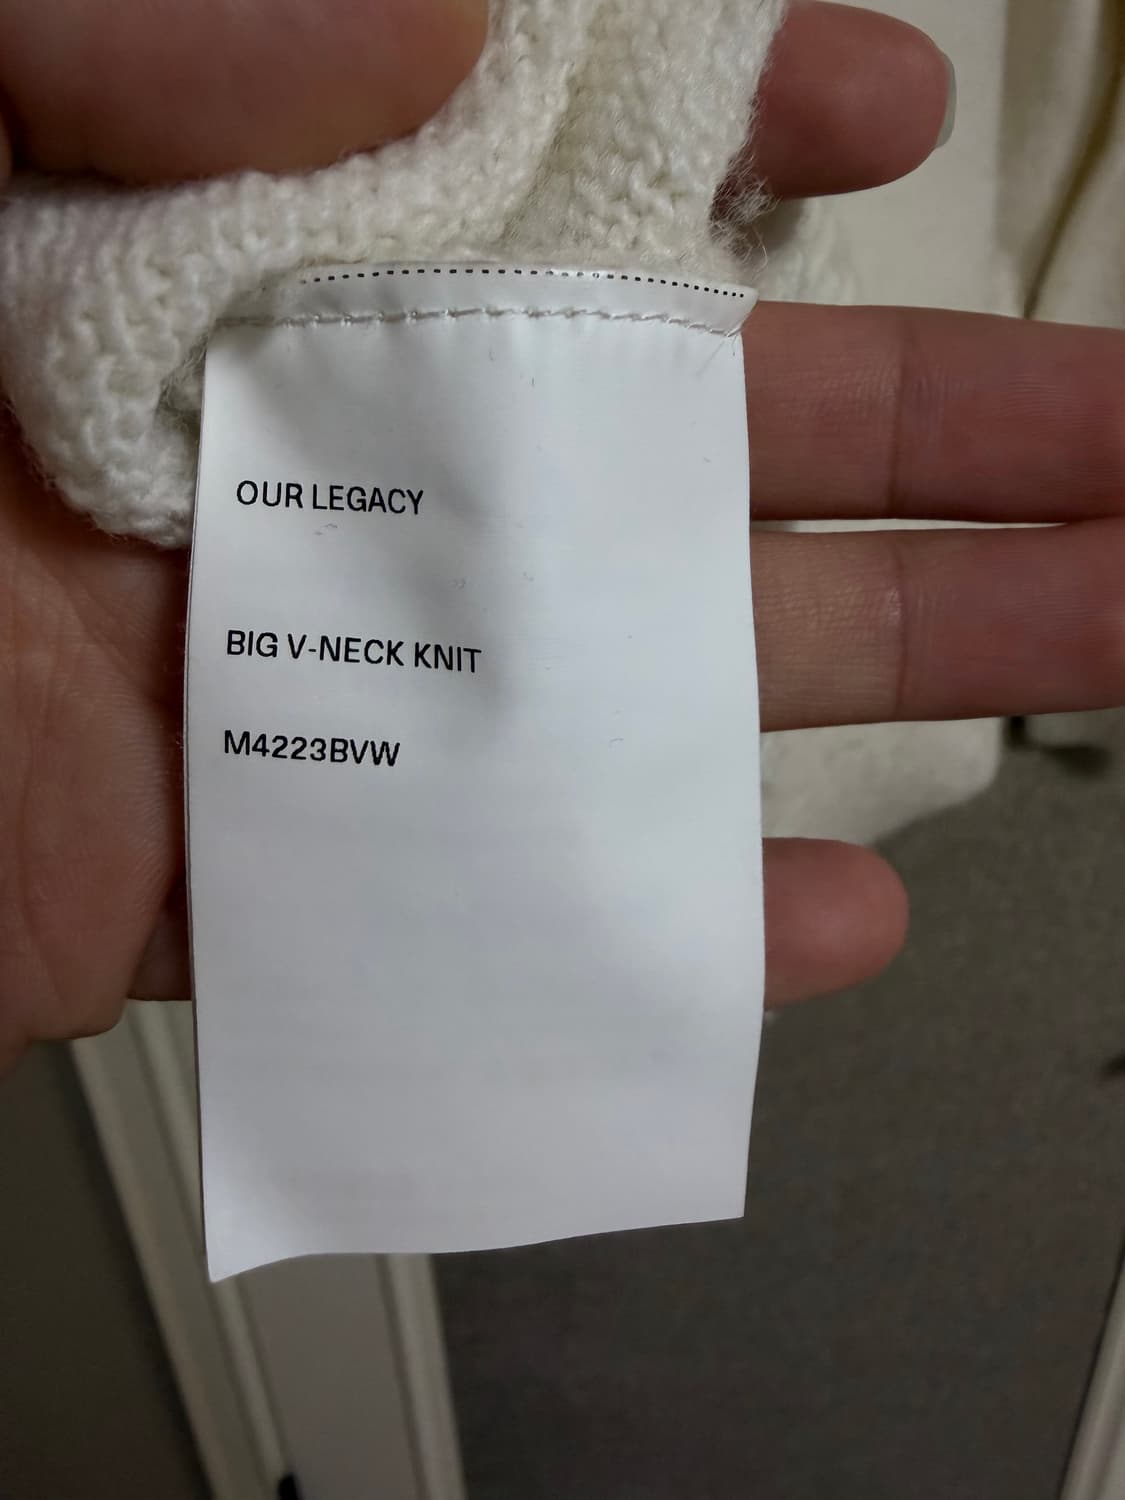 OUR LEGACY
BIG V-NECK KNIT
M4223BVW